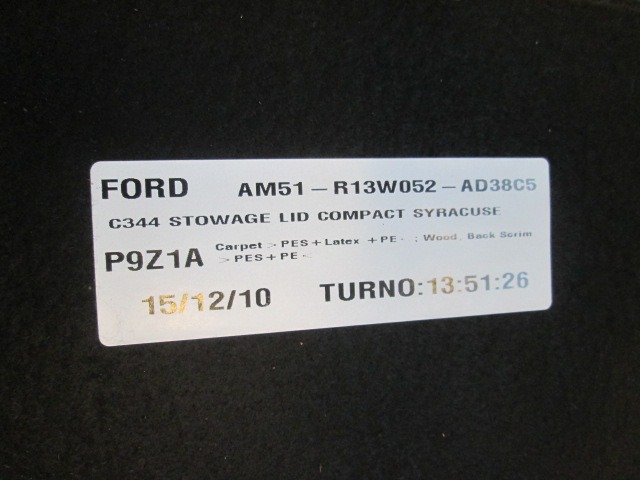 FORD AM51-R13W052-AD38C5
C344 STOWAGE LID COMPACT SYRACUSE
P9Z1A Carpet > PES+Latex +PE< ; Wood, Back Scrim
> PES+PE <
15/12/10 TURNO:13:51:26